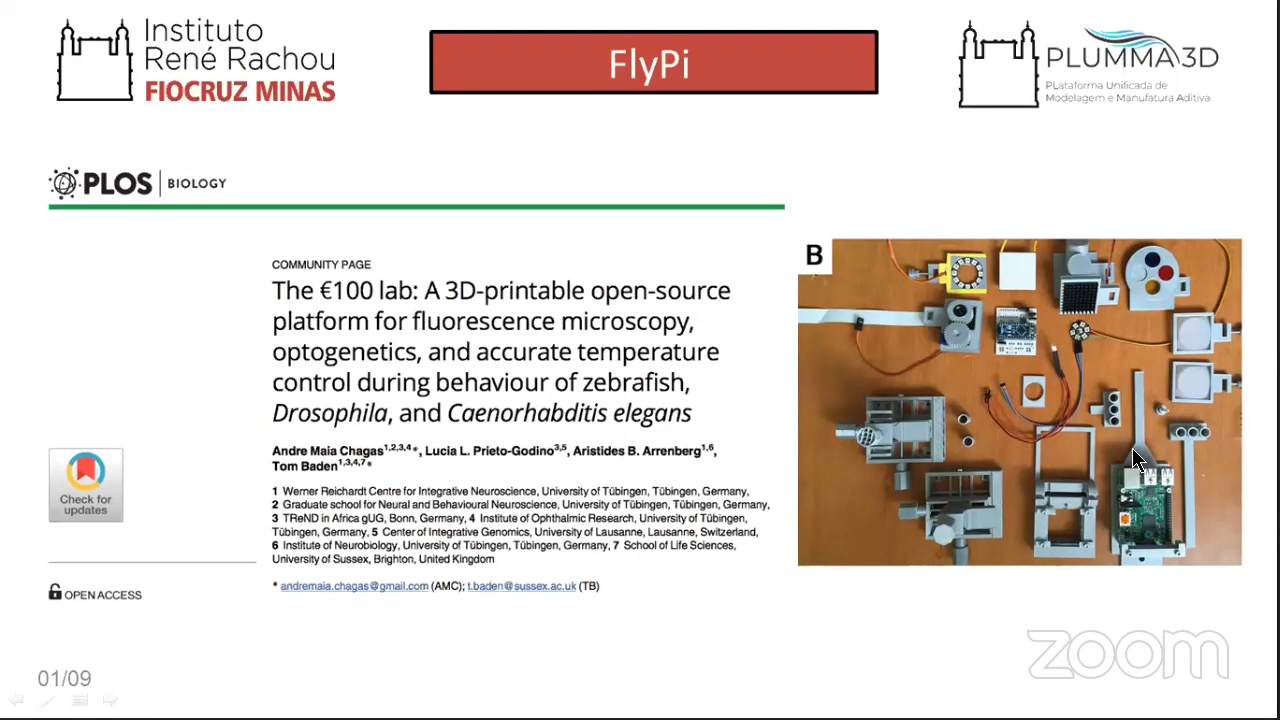 Instituto
René Rachou
FIOCRUZ MINAS
FlyPi
PLUMMA3D
PLataforma Unificada de
Modelagem e Manufatura Aditiva
PLOS BIOLOGY
COMMUNITY PAGE
The €100 lab: A 3D-printable open-source
platform for fluorescence microscopy,
optogenetics, and accurate temperature
control during behaviour of zebrafish,
Drosophila, and Caenorhabditis elegans
Andre Maia Chagas1,2,3,4*, Lucia L. Prieto-Godino3,5, Aristides B. Arrenberg1,6,
Tom Baden1,3,4,7*
1 Werner Reichardt Centre for Integrative Neuroscience, University of Tübingen, Tübingen, Germany,
2 Graduate school for Neural and Behavioural Neuroscience, University of Tübingen, Tübingen, Germany,
3 TReND in Africa gUG, Bonn, Germany, 4 Institute of Ophthalmic Research, University of Tübingen,
Tübingen, Germany, 5 Center of Integrative Genomics, University of Lausanne, Lausanne, Switzerland,
6 Institute of Neurobiology, University of Tübingen, Tübingen, Germany, 7 School of Life Sciences,
University of Sussex, Brighton, United Kingdom
* andremaia.chagas@gmail.com (AMC); t.baden@sussex.ac.uk (TB)
Check for
updates
OPEN ACCESS
B
zoom
01/09